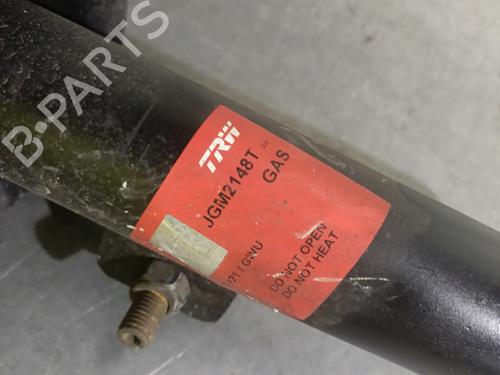 B-PARTS
TRW
JGM2148T
GAS
DO NOT OPEN
DO NOT HEAT